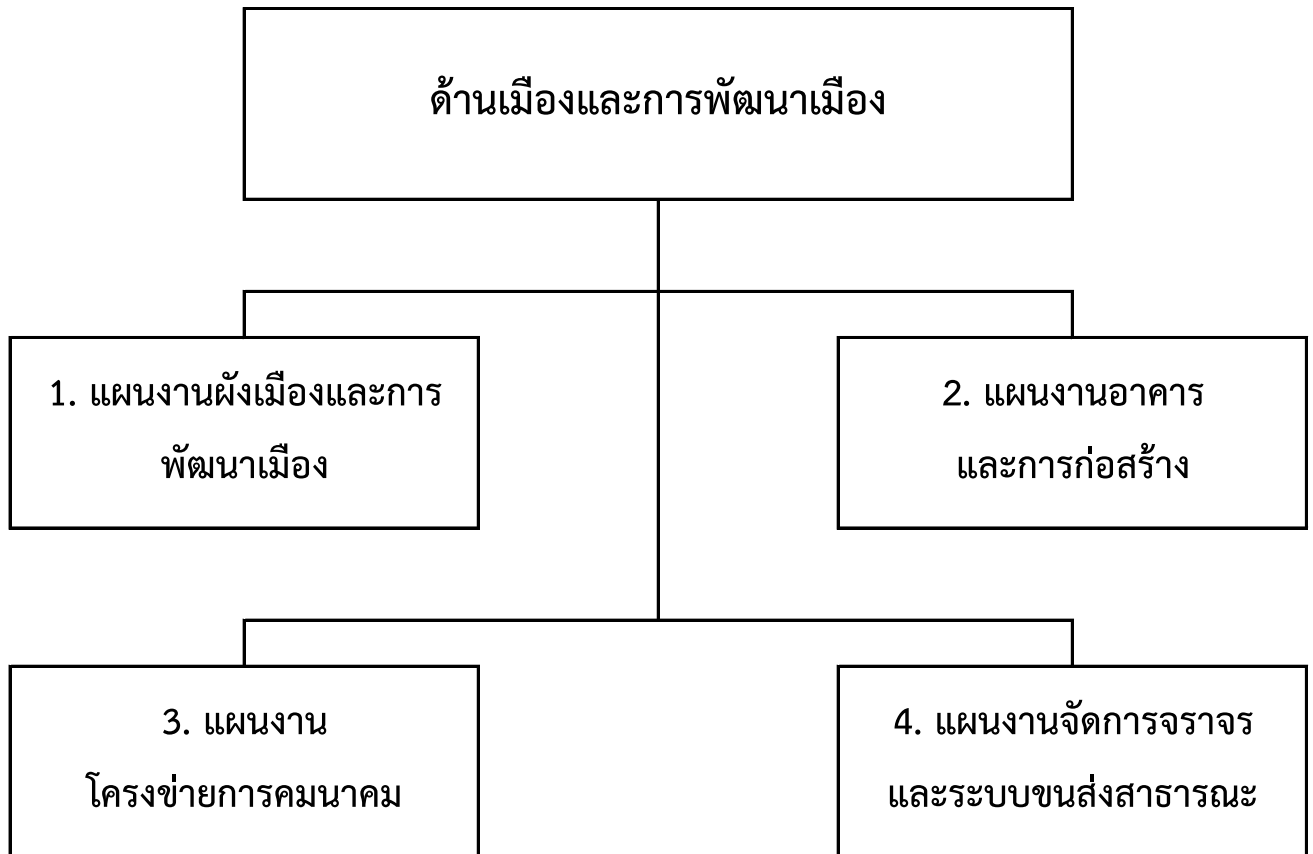 ด้านเมืองและการพัฒนาเมือง
1. แผนงานผังเมืองและการ
พัฒนาเมือง
2. แผนงานอาคาร
และการก่อสร้าง
3. แผนงาน
โครงข่ายการคมนาคม
4. แผนงานจัดการจราจร
และระบบขนส่งสาธารณะ